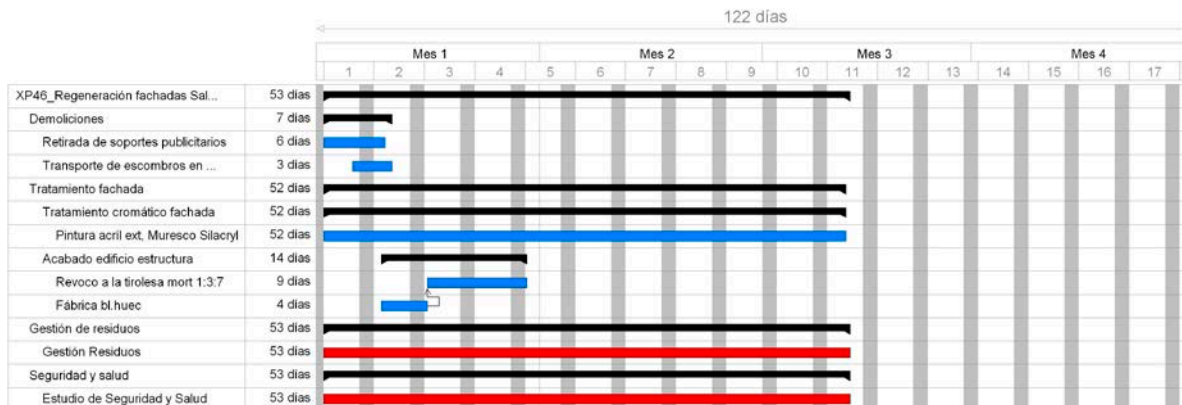 122 días
Mes 1 Mes 2 Mes 3 Mes 4
1 2 3 4 5 6 7 8 9 10 11 12 13 14 15 16 17
XP46_Regeneración fachadas Sal... 53 días
Demoliciones 7 días
Retirada de soportes publicitarios 6 días
Transporte de escombros en ... 3 días
Tratamiento fachada 52 días
Tratamiento cromático fachada 52 días
Pintura acril ext, Muresco Silacryl 52 días
Acabado edificio estructura 14 días
Revoco a la tirolesa mort 1:3:7 9 días
Fábrica bl.huec 4 días
Gestión de residuos 53 días
Gestión Residuos 53 días
Seguridad y salud 53 días
Estudio de Seguridad y Salud 53 días